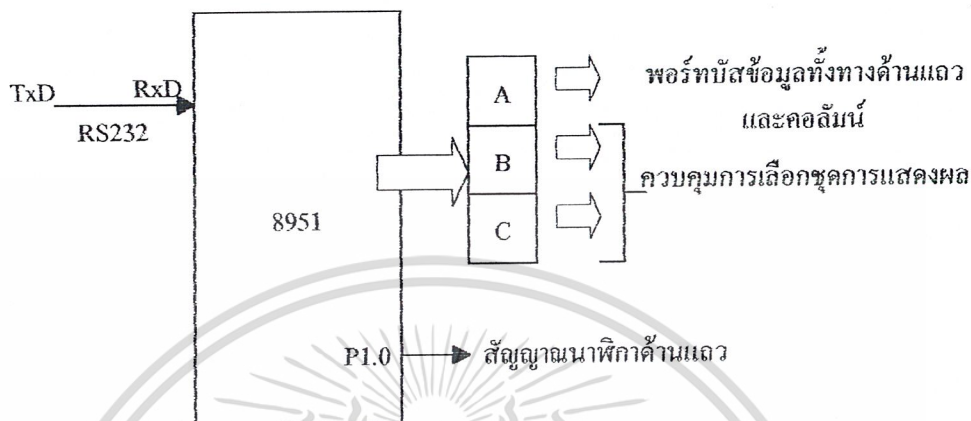 TxD
RxD
RS232
8951
A
B
C
พอร์ทบัสข้อมูลทั้งทางด้านแถว
และคอลัมน์
ควบคุมการเลือกชุดการแสดงผล
P1.0
สัญญาณนาฬิกาด้านแถว